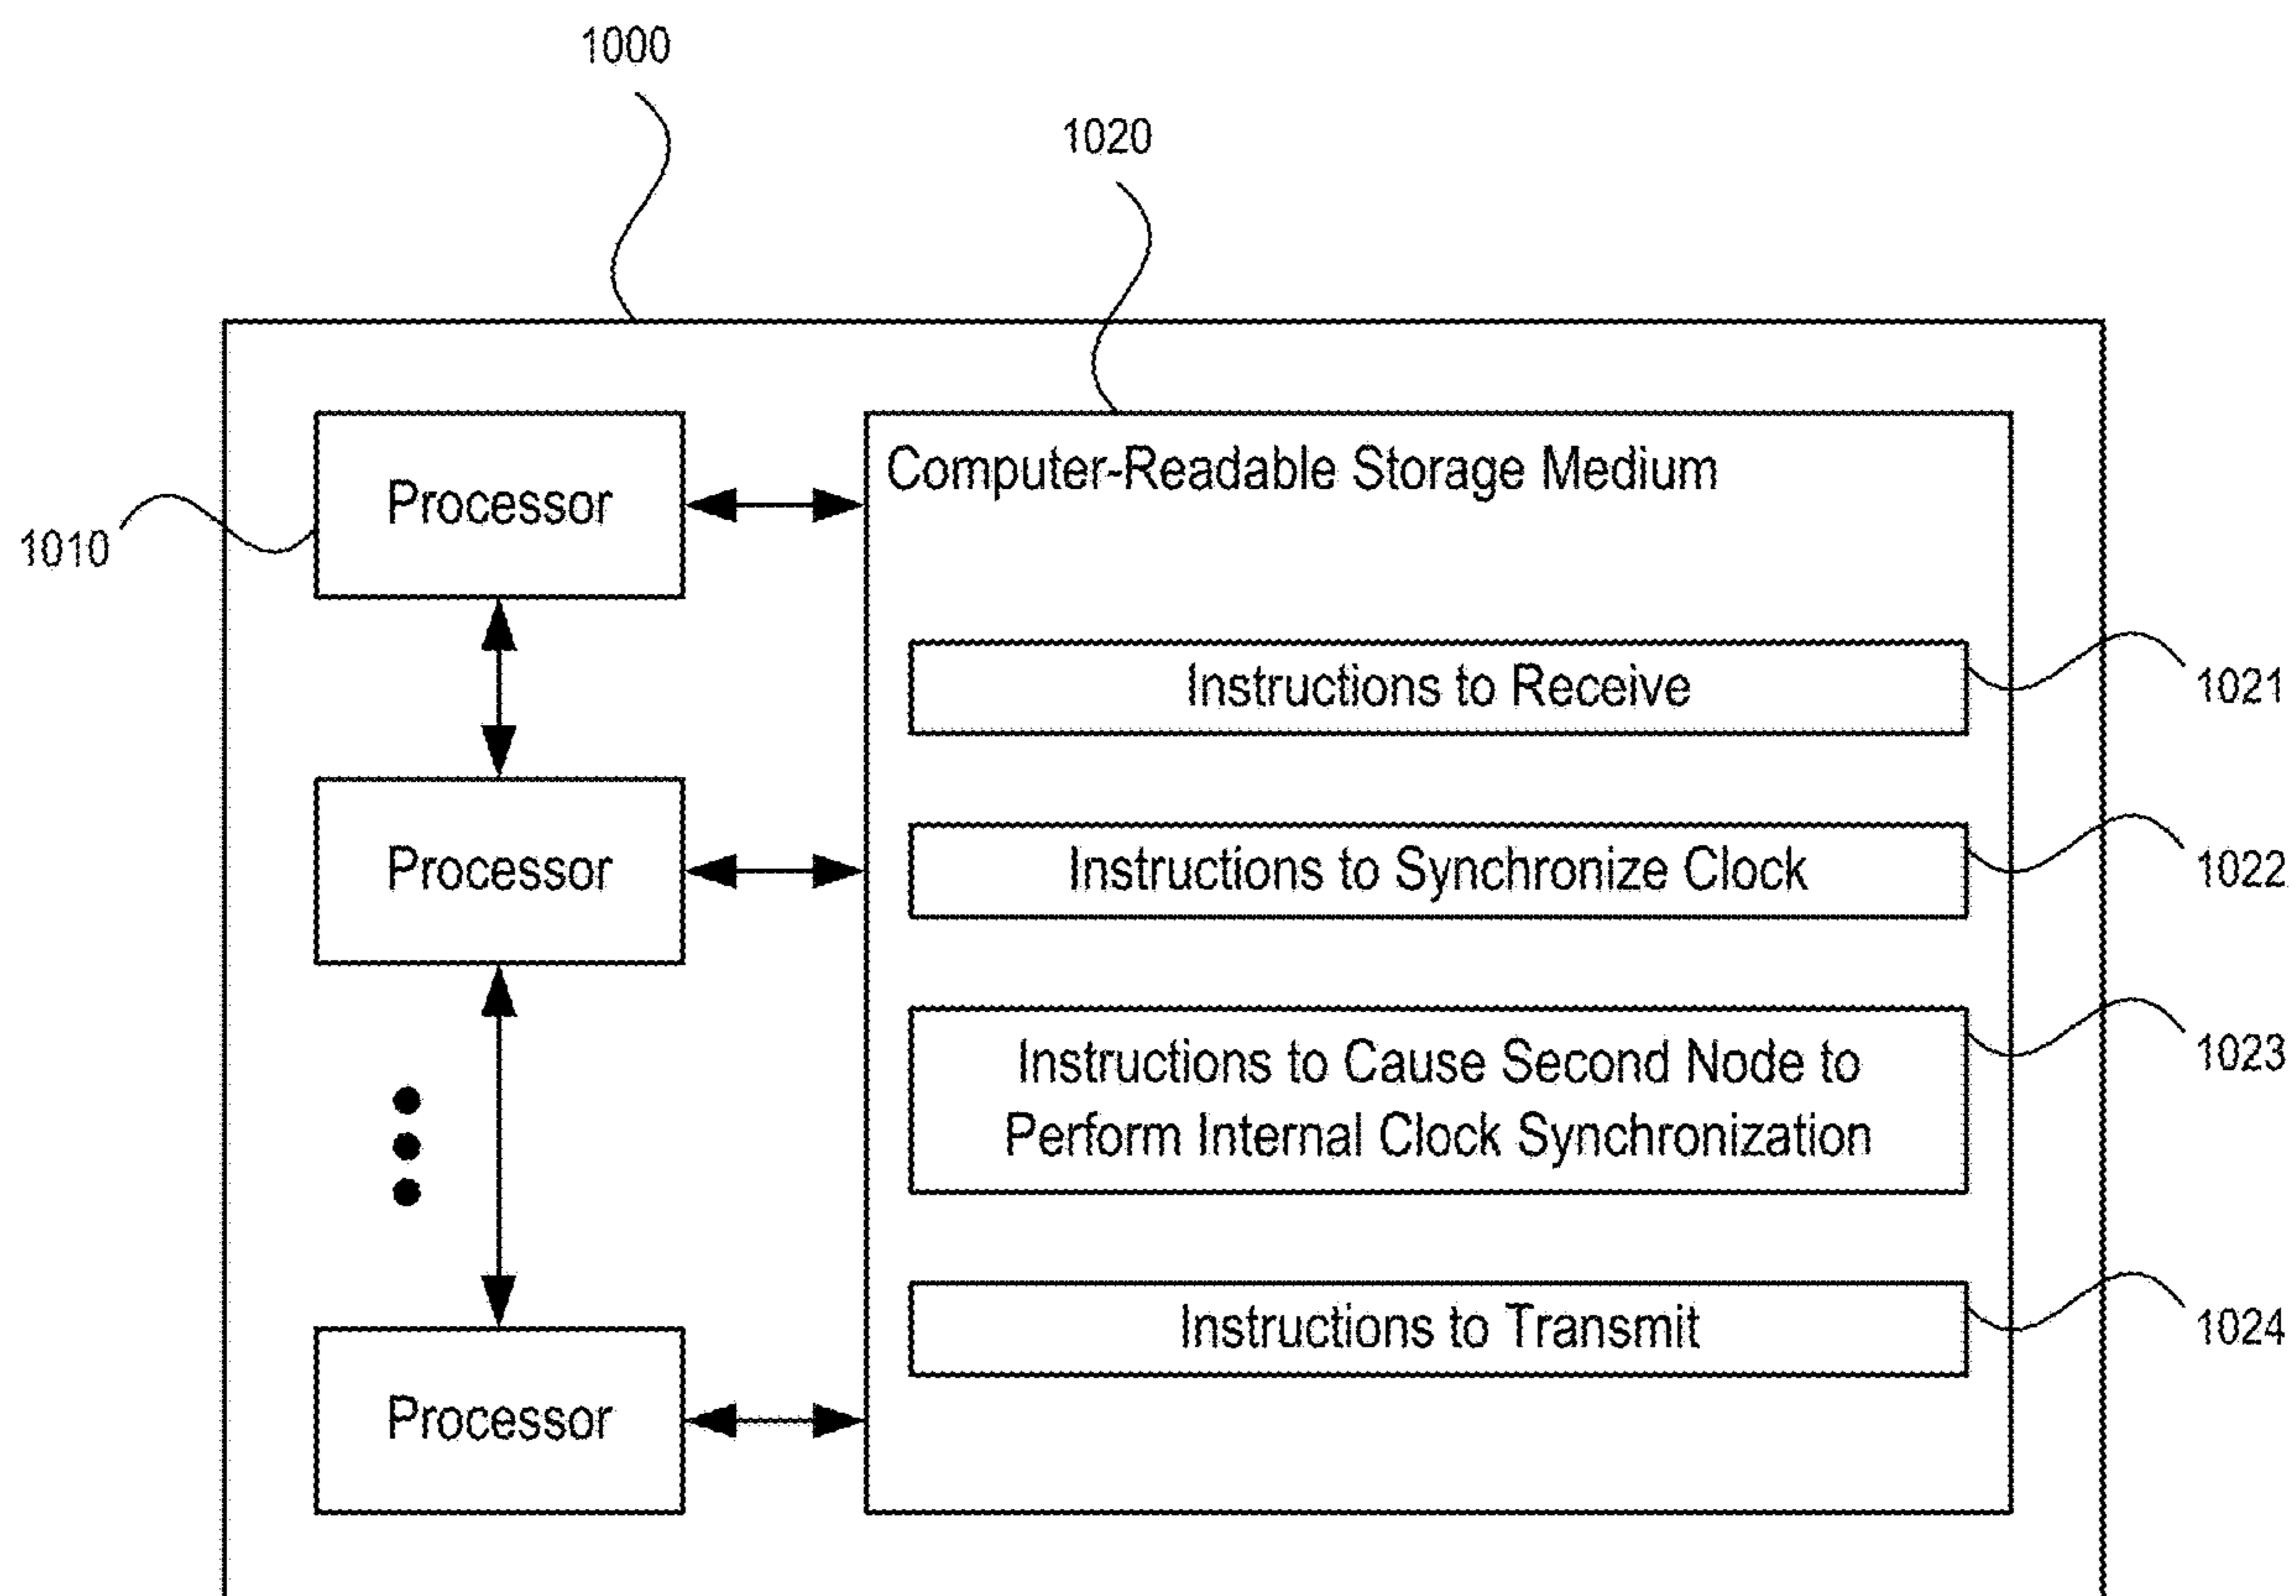 1000
1020
Processor
Computer-Readable Storage Medium
1010
Instructions to Receive
1021
Processor
Instructions to Synchronize Clock
1022
Instructions to Cause Second Node to
Perform Internal Clock Synchronization
1023
Instructions to Transmit
1024
Processor